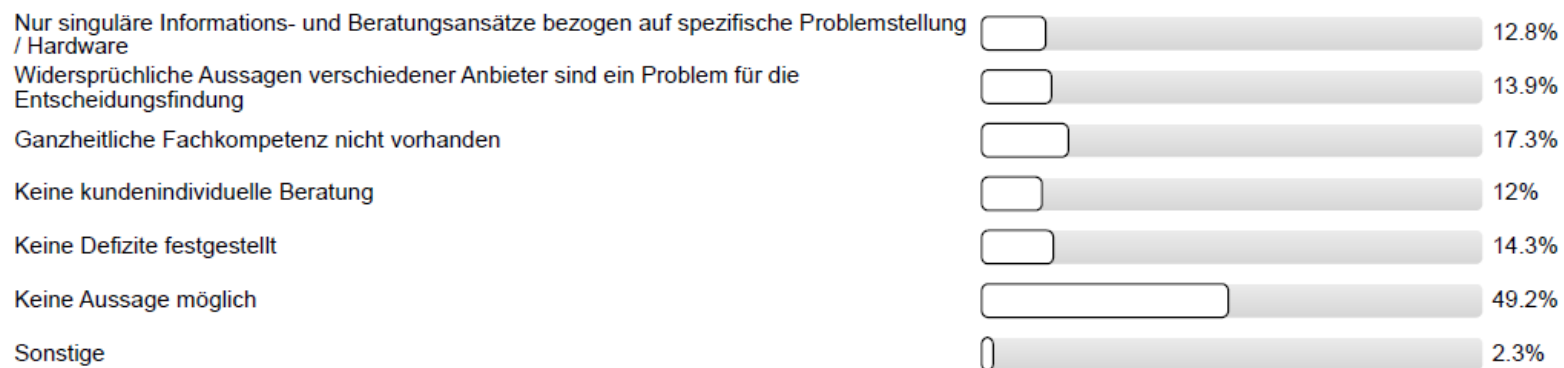 Nur singuläre Informations- und Beratungsansätze bezogen auf spezifische Problemstellung
/ Hardware
12.8%
Widersprüchliche Aussagen verschiedener Anbieter sind ein Problem für die
Entscheidungsfindung
13.9%
Ganzheitliche Fachkompetenz nicht vorhanden
17.3%
Keine kundenindividuelle Beratung
12%
Keine Defizite festgestellt
14.3%
Keine Aussage möglich
49.2%
Sonstige
2.3%